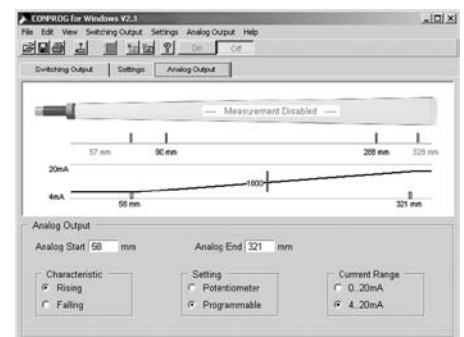 CONPROG for Windows V2.3
File Edit View Switching Output Settings Analog Output Help
On Off
Switching Output Settings Analog Output
Measurement Disabled
57 mm 90 mm 288 mm 328 mm
20mA
1000
4mA
58 mm 321 mm
Analog Output
Analog Start 58 mm Analog End 321 mm
Characteristic Setting Currrent Range
Rising Potentiometer 0..20mA
Falling Programmable 4..20mA